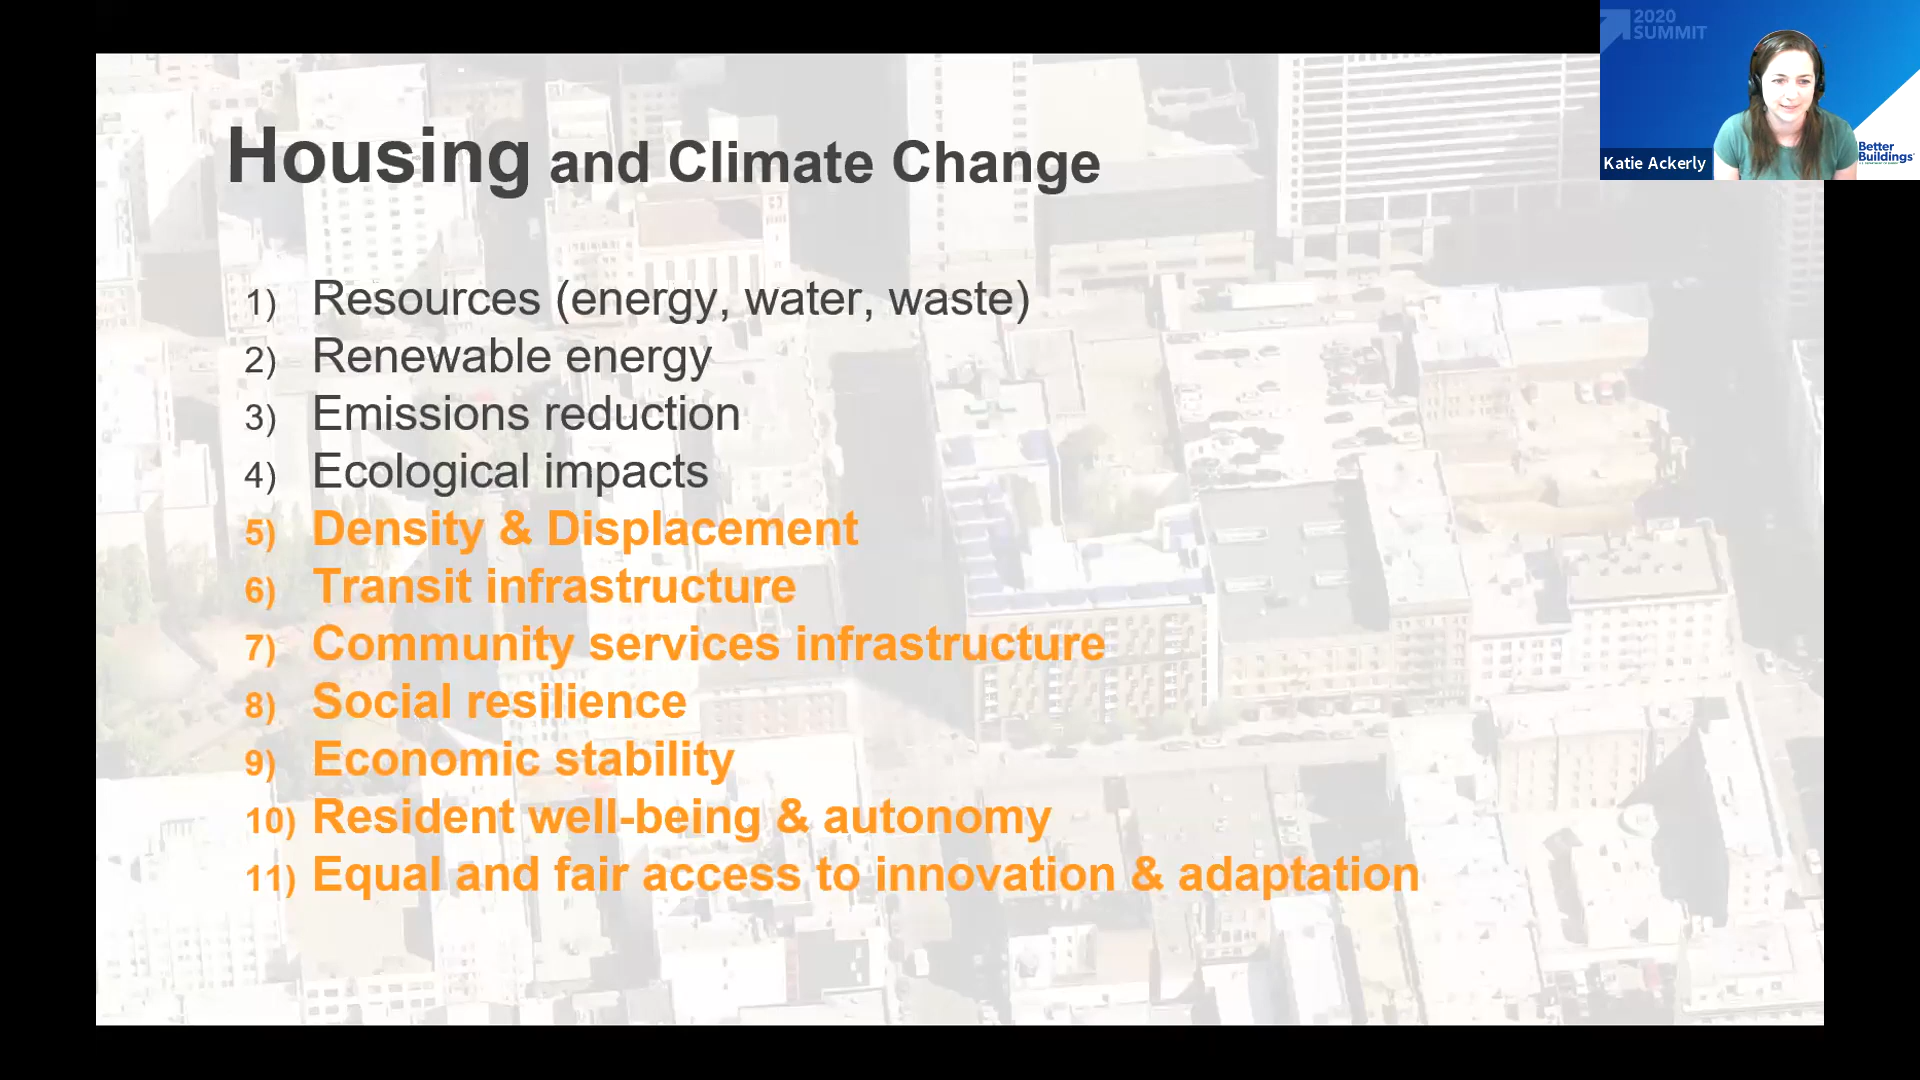 2020
SUMMIT
Better
Buildings
Katie Ackerly
Housing and Climate Change
1) Resources (energy, water, waste)
2) Renewable energy
3) Emissions reduction
4) Ecological impacts
5) Density & Displacement
6) Transit infrastructure
7) Community services infrastructure
8) Social resilience
9) Economic stability
10) Resident well-being & autonomy
11) Equal and fair access to innovation & adaptation